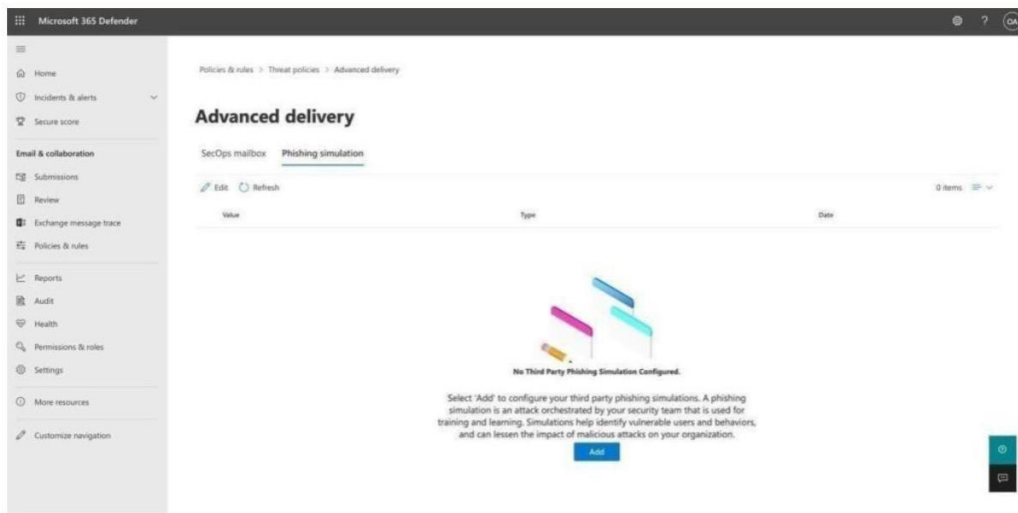 Microsoft 365 Defender
?
OA
Home
Incidents & alerts
Secure score
Email & collaboration
Submissions
Review
Exchange message trace
Policies & rules
Reports
Audit
Health
Permissions & roles
Settings
More resources
Customize navigation
Policies & rules > Threat policies > Advanced delivery
Advanced delivery
SecOps mailbox Phishing simulation
Edit Refresh 0 items
Value Type Date
No Third Party Phishing Simulation Configured.
Select 'Add' to configure your third party phishing simulations. A phishing
simulation is an attack orchestrated by your security team that is used for
training and learning. Simulations help identify vulnerable users and behaviors,
and can lessen the impact of malicious attacks on your organization.
Add